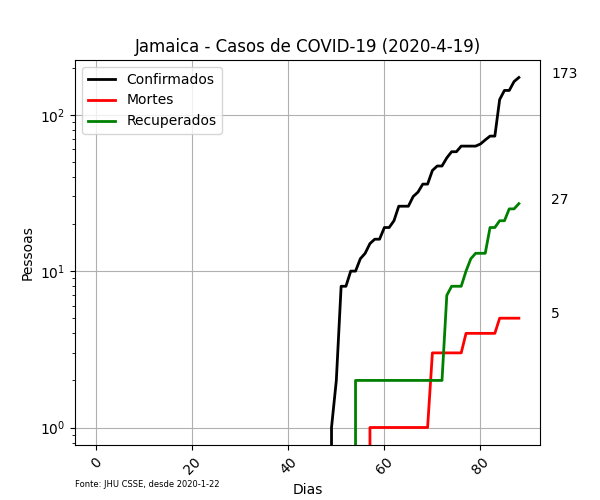 Jamaica - Casos de COVID-19 (2020-4-19)
Confirmados
Mortes
Recuperados
173
27
5
10²
10¹
10⁰
Pessoas
0
20
40
60
80
Fonte: JHU CSSE, desde 2020-1-22
Dias